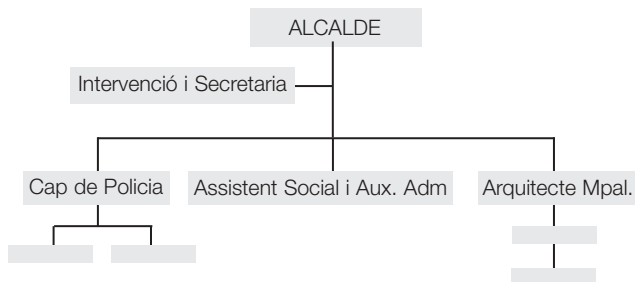 ALCALDE
Intervenció i Secretaria
Cap de Policia
Assistent Social i Aux. Adm
Arquitecte Mpal.